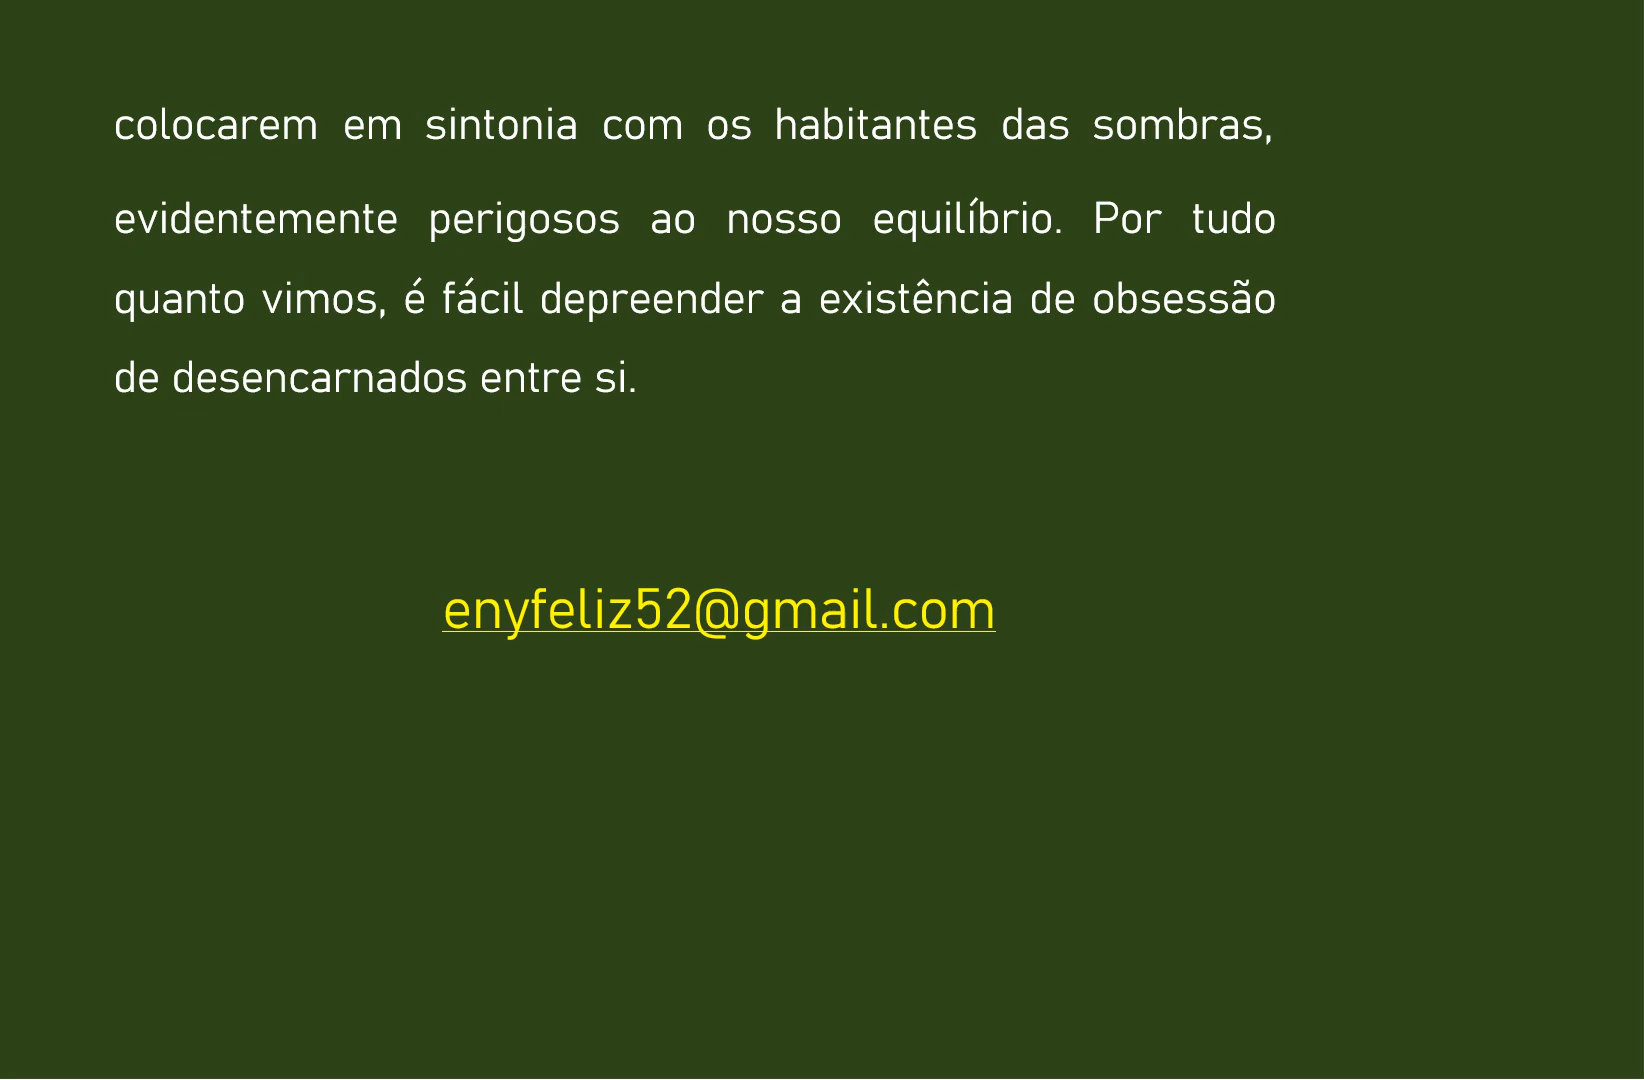 colocarem em sintonia com os habitantes das sombras,
evidentemente perigosos ao nosso equilíbrio. Por tudo
quanto vimos, é fácil depreender a existência de obsessão
de desencarnados entre si.
enyfeliz52@gmail.com